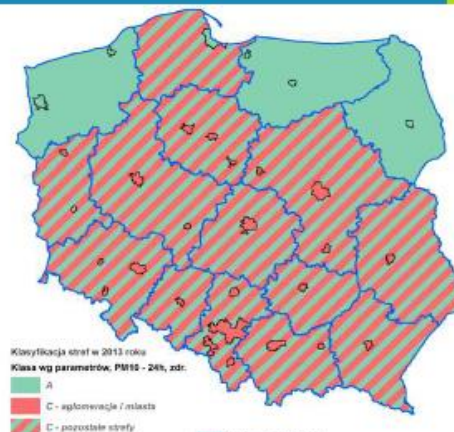 Klasyfikacja stref w 2013 roku
Klasa wg parametrów, PM10 - 24h, zdr.
A
C - aglomeracje / miasta
C - pozostałe strefy